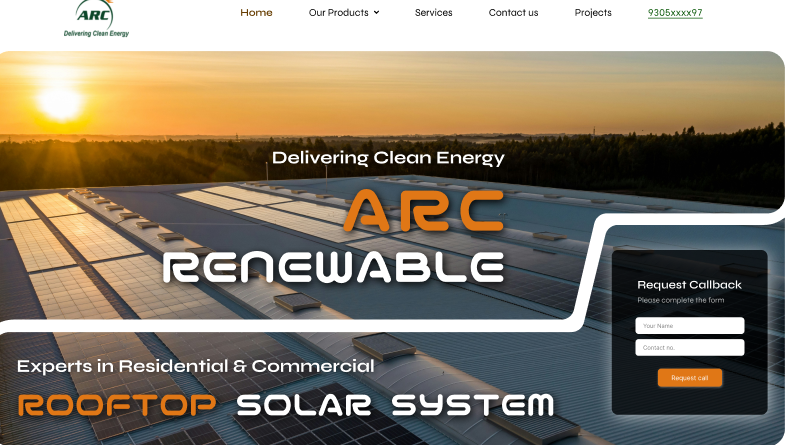 ARC
Delivering Clean Energy
Home
Our Products
Services
Contact us
Projects
9305xxxx97
Delivering Clean Energy
ARC
RENEWABLE
Request Callback
Please complete the form
Your Name
Contact no.
Request call
Experts in Residential & Commercial
ROOFTOP SOLAR SYSTEM